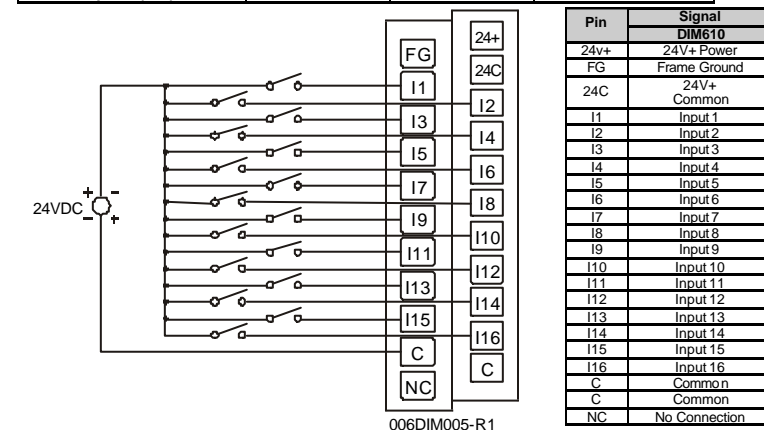 24+
FG
24C
I1
I2
I3
I4
I5
I6
I7
I8
I9
I10
I11
I12
I13
I14
I15
I16
C
C
NC
+ -
24VDC
- +
006DIM005-R1
Pin Signal
DIM610
24v+ 24V+ Power
FG Frame Ground
24C 24V+
Common
I1 Input 1
I2 Input 2
I3 Input 3
I4 Input 4
I5 Input 5
I6 Input 6
I7 Input 7
I8 Input 8
I9 Input 9
I10 Input 10
I11 Input 11
I12 Input 12
I13 Input 13
I14 Input 14
I15 Input 15
I16 Input 16
C Common
C Common
NC No Connection